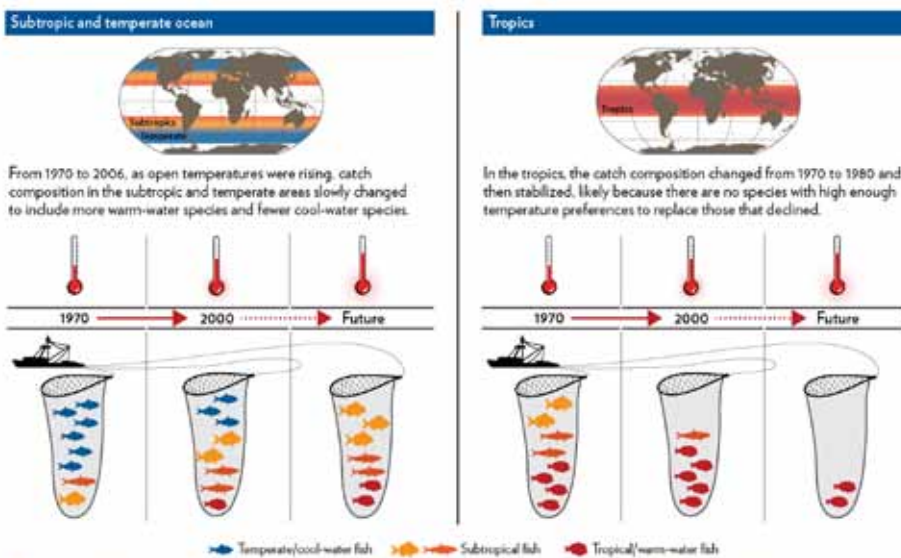 Subtropic and temperate ocean
Subtropics
Temperate
From 1970 to 2006, as open temperatures were rising, catch
composition in the subtropic and temperate areas slowly changed
to include more warm-water species and fewer cool-water species.
1970
2000
Future
Tropics
Tropics
In the tropics, the catch composition changed from 1970 to 1980 and
then stabilized, likely because there are no species with high enough
temperature preferences to replace those that declined.
1970
2000
Future
Temperate/cool-water fish
Subtropical fish
Tropical/warm-water fish